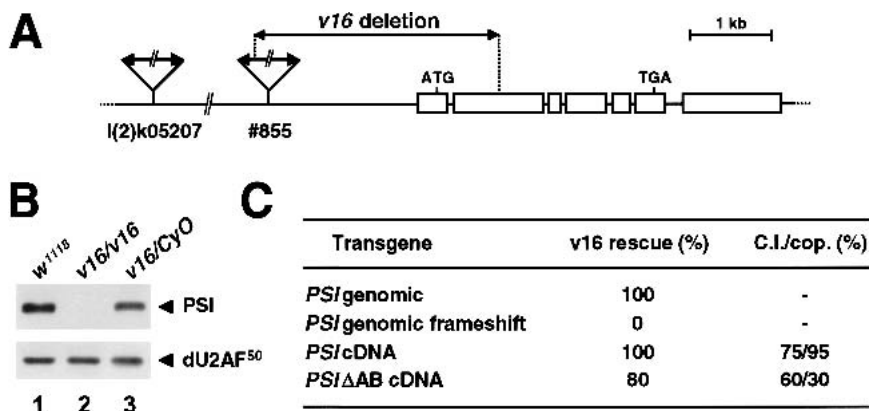 A
v16 deletion
1 kb
ATG
TGA
l(2)k05207
#855
B
w1118
v16/v16
v16/CyO
PSI
dU2AF50
1 2 3
C
Transgene v16 rescue (%) C.I./cop. (%)
PSI genomic 100 -
PSI genomic frameshift 0 -
PSI cDNA 100 75/95
PSI ΔAB cDNA 80 60/30